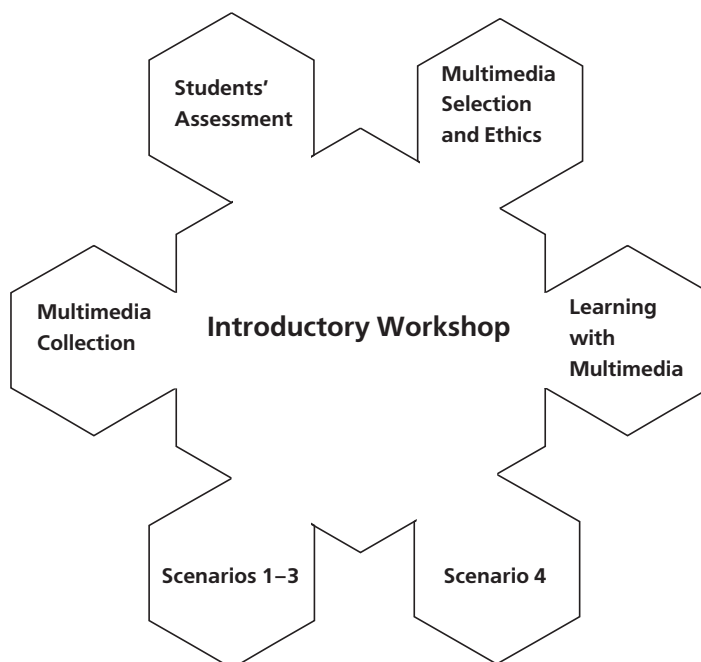 Students’
Assessment
Multimedia
Selection
and Ethics
Multimedia
Collection
Introductory Workshop
Learning
with
Multimedia
Scenarios 1–3
Scenario 4